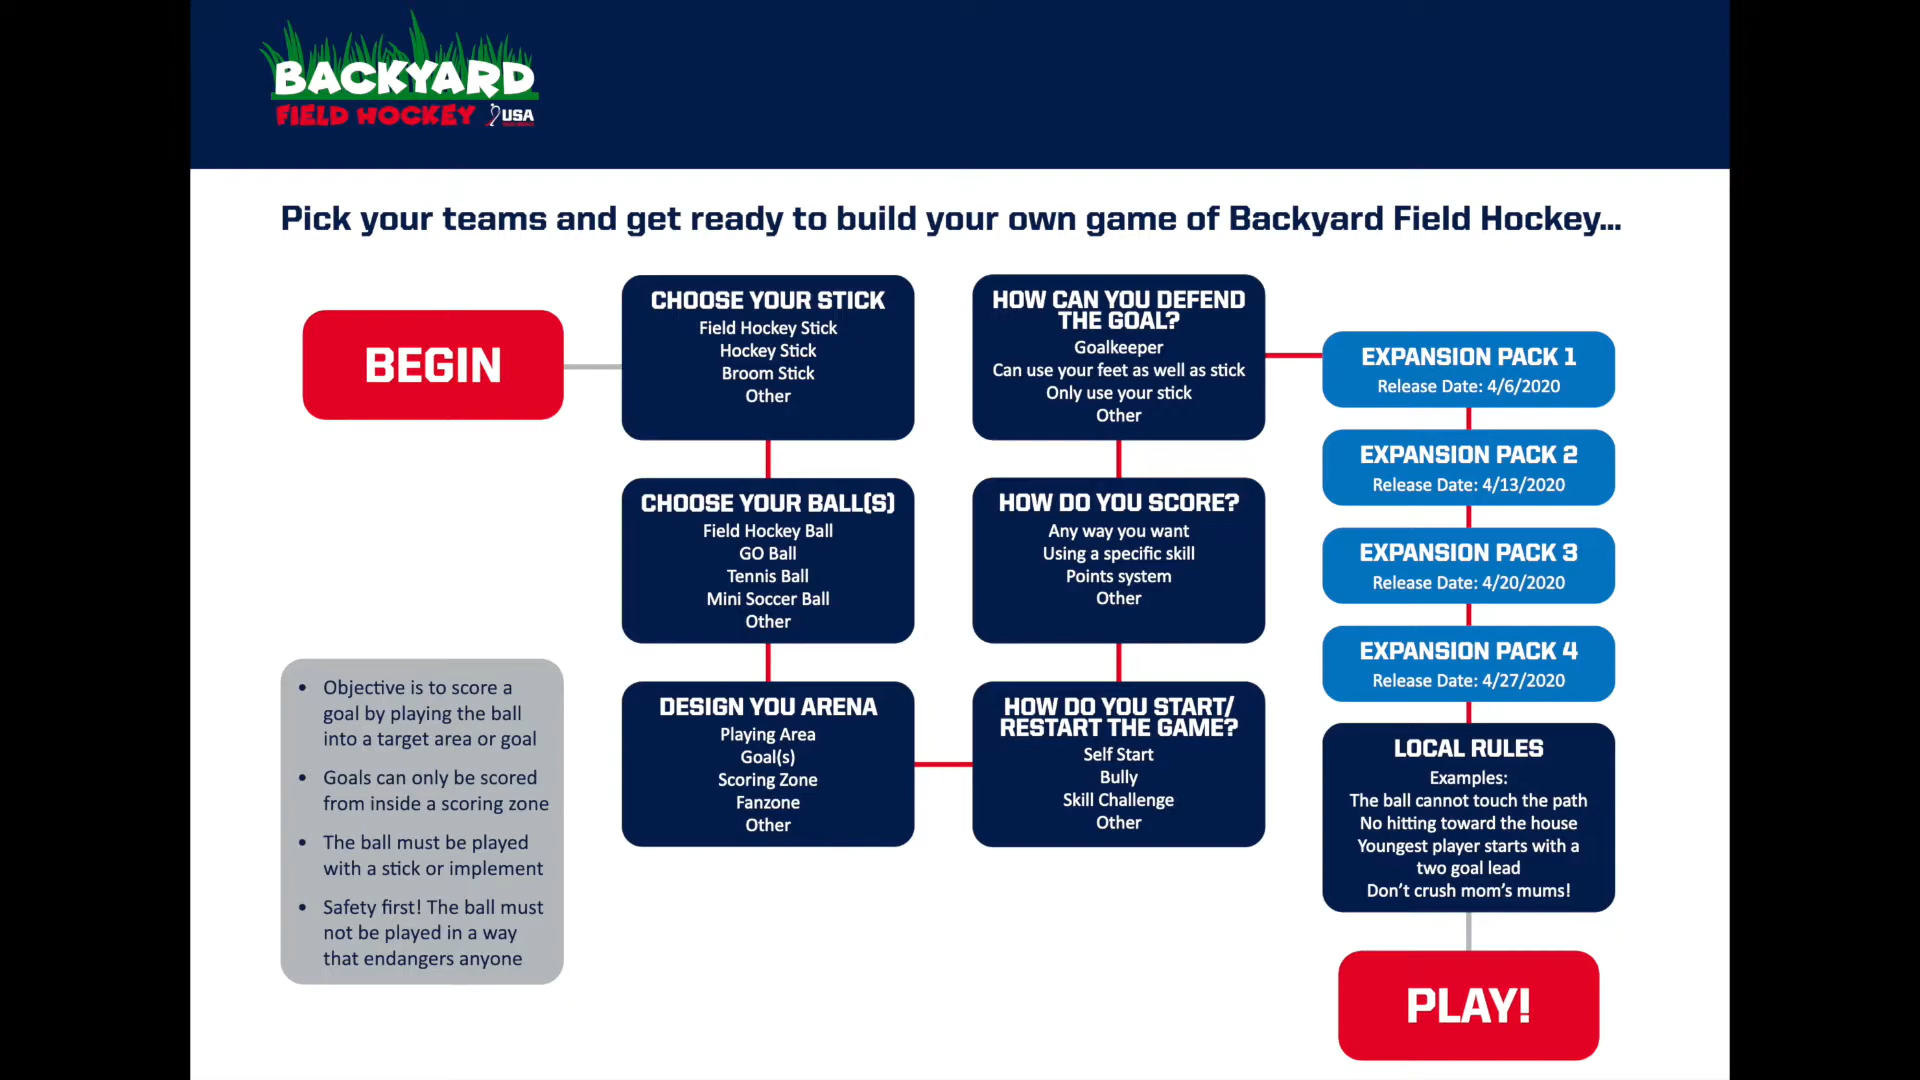 BACKYARD
FIELD HOCKEY USA
Pick your teams and get ready to build your own game of Backyard Field Hockey...
BEGIN
CHOOSE YOUR STICK
Field Hockey Stick
Hockey Stick
Broom Stick
Other
CHOOSE YOUR BALL(S)
Field Hockey Ball
GO Ball
Tennis Ball
Mini Soccer Ball
Other
DESIGN YOU ARENA
Playing Area
Goal(s)
Scoring Zone
Fanzone
Other
HOW DO YOU START/
RESTART THE GAME?
Self Start
Bully
Skill Challenge
Other
HOW DO YOU SCORE?
Any way you want
Using a specific skill
Points system
Other
HOW CAN YOU DEFEND
THE GOAL?
Goalkeeper
Can use your feet as well as stick
Only use your stick
Other
EXPANSION PACK 1
Release Date: 4/6/2020
EXPANSION PACK 2
Release Date: 4/13/2020
EXPANSION PACK 3
Release Date: 4/20/2020
EXPANSION PACK 4
Release Date: 4/27/2020
LOCAL RULES
Examples:
The ball cannot touch the path
No hitting toward the house
Youngest player starts with a
two goal lead
Don't crush mom's mums!
PLAY!
• Objective is to score a
goal by playing the ball
into a target area or goal
• Goals can only be scored
from inside a scoring zone
• The ball must be played
with a stick or implement
• Safety first! The ball must
not be played in a way
that endangers anyone